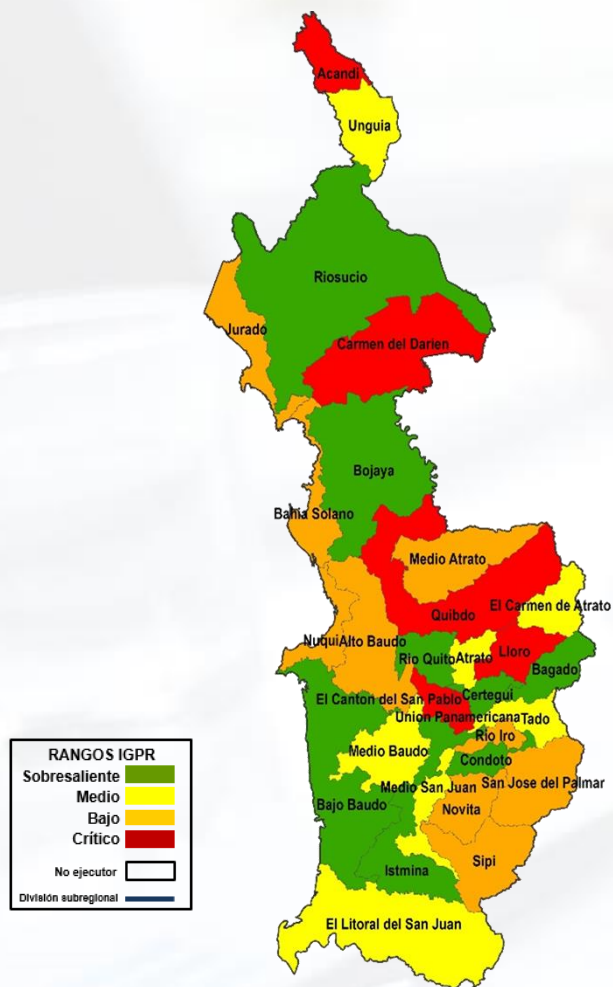 Acandi
Unguia
Riosucio
Jurado
Carmen del Darien
Bojaya
Bahia Solano
Medio Atrato
El Carmen de Atrato
Quibdo
Nuqui
Alto Baudo
Rio Quito
Atrato
Lloro
Bagado
El Canton del San Pablo
Certegui
Union Panamericana
Tado
Rio Iro
Medio Baudo
Condoto
San Jose del Palmar
Medio San Juan
Bajo Baudo
Novita
Sipi
Istmina
El Litoral del San Juan
RANGOS IGPR
Sobresaliente
Medio
Bajo
Crítico
No ejecutor
División subregional